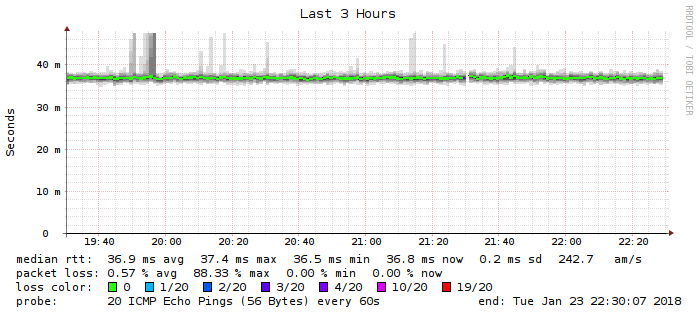 Last 3 Hours
RRDTOOL / TOBI OETIKER
Seconds
40 m
30 m
20 m
10 m
0
19:40 20:00 20:20 20:40 21:00 21:20 21:40 22:00 22:20
median rtt: 36.9 ms avg 37.4 ms max 36.5 ms min 36.8 ms now 0.2 ms sd 242.7 am/s
packet loss: 0.57 % avg 88.33 % max 0.00 % min 0.00 % now
loss color: 0 1/20 2/20 3/20 4/20 10/20 19/20
probe: 20 ICMP Echo Pings (56 Bytes) every 60s end: Tue Jan 23 22:30:07 2018